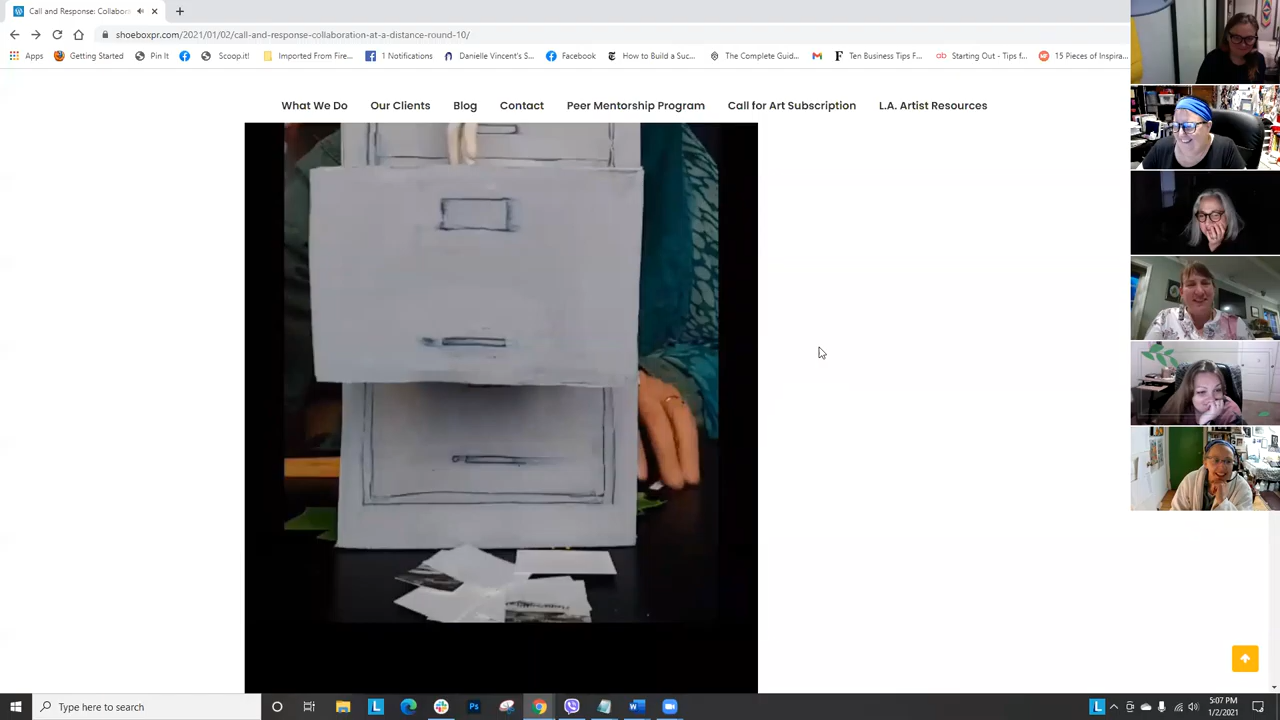 Call and Response: Collabora
shoeboxpr.com/2021/01/02/call-and-response-collaboration-at-a-distance-round-10/
Apps
Getting Started
Pin It
Scoop.it!
Imported From Fire...
1 Notifications
Danielle Vincent's S...
Facebook
How to Build a Suc...
The Complete Guid...
Ten Business Tips F...
Starting Out - Tips f...
15 Pieces of Inspirat...
What We Do
Our Clients
Blog
Contact
Peer Mentorship Program
Call for Art Subscription
L.A. Artist Resources
Type here to search
5:07 PM
1/2/2021